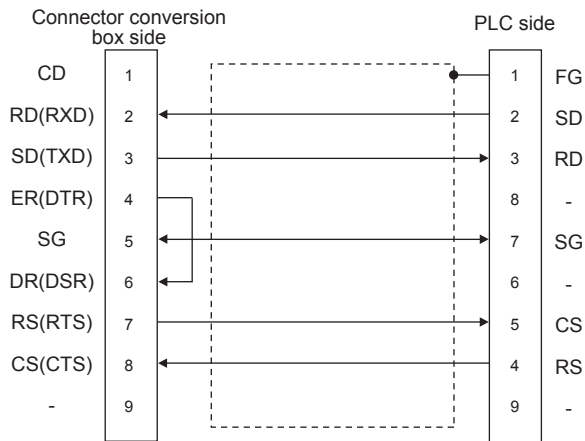 Connector conversion
box side
PLC side
CD 1 1 FG
RD(RXD) 2 2 SD
SD(TXD) 3 3 RD
ER(DTR) 4 8 -
SG 5 7 SG
DR(DSR) 6 6 -
RS(RTS) 7 5 CS
CS(CTS) 8 4 RS
- 9 9 -